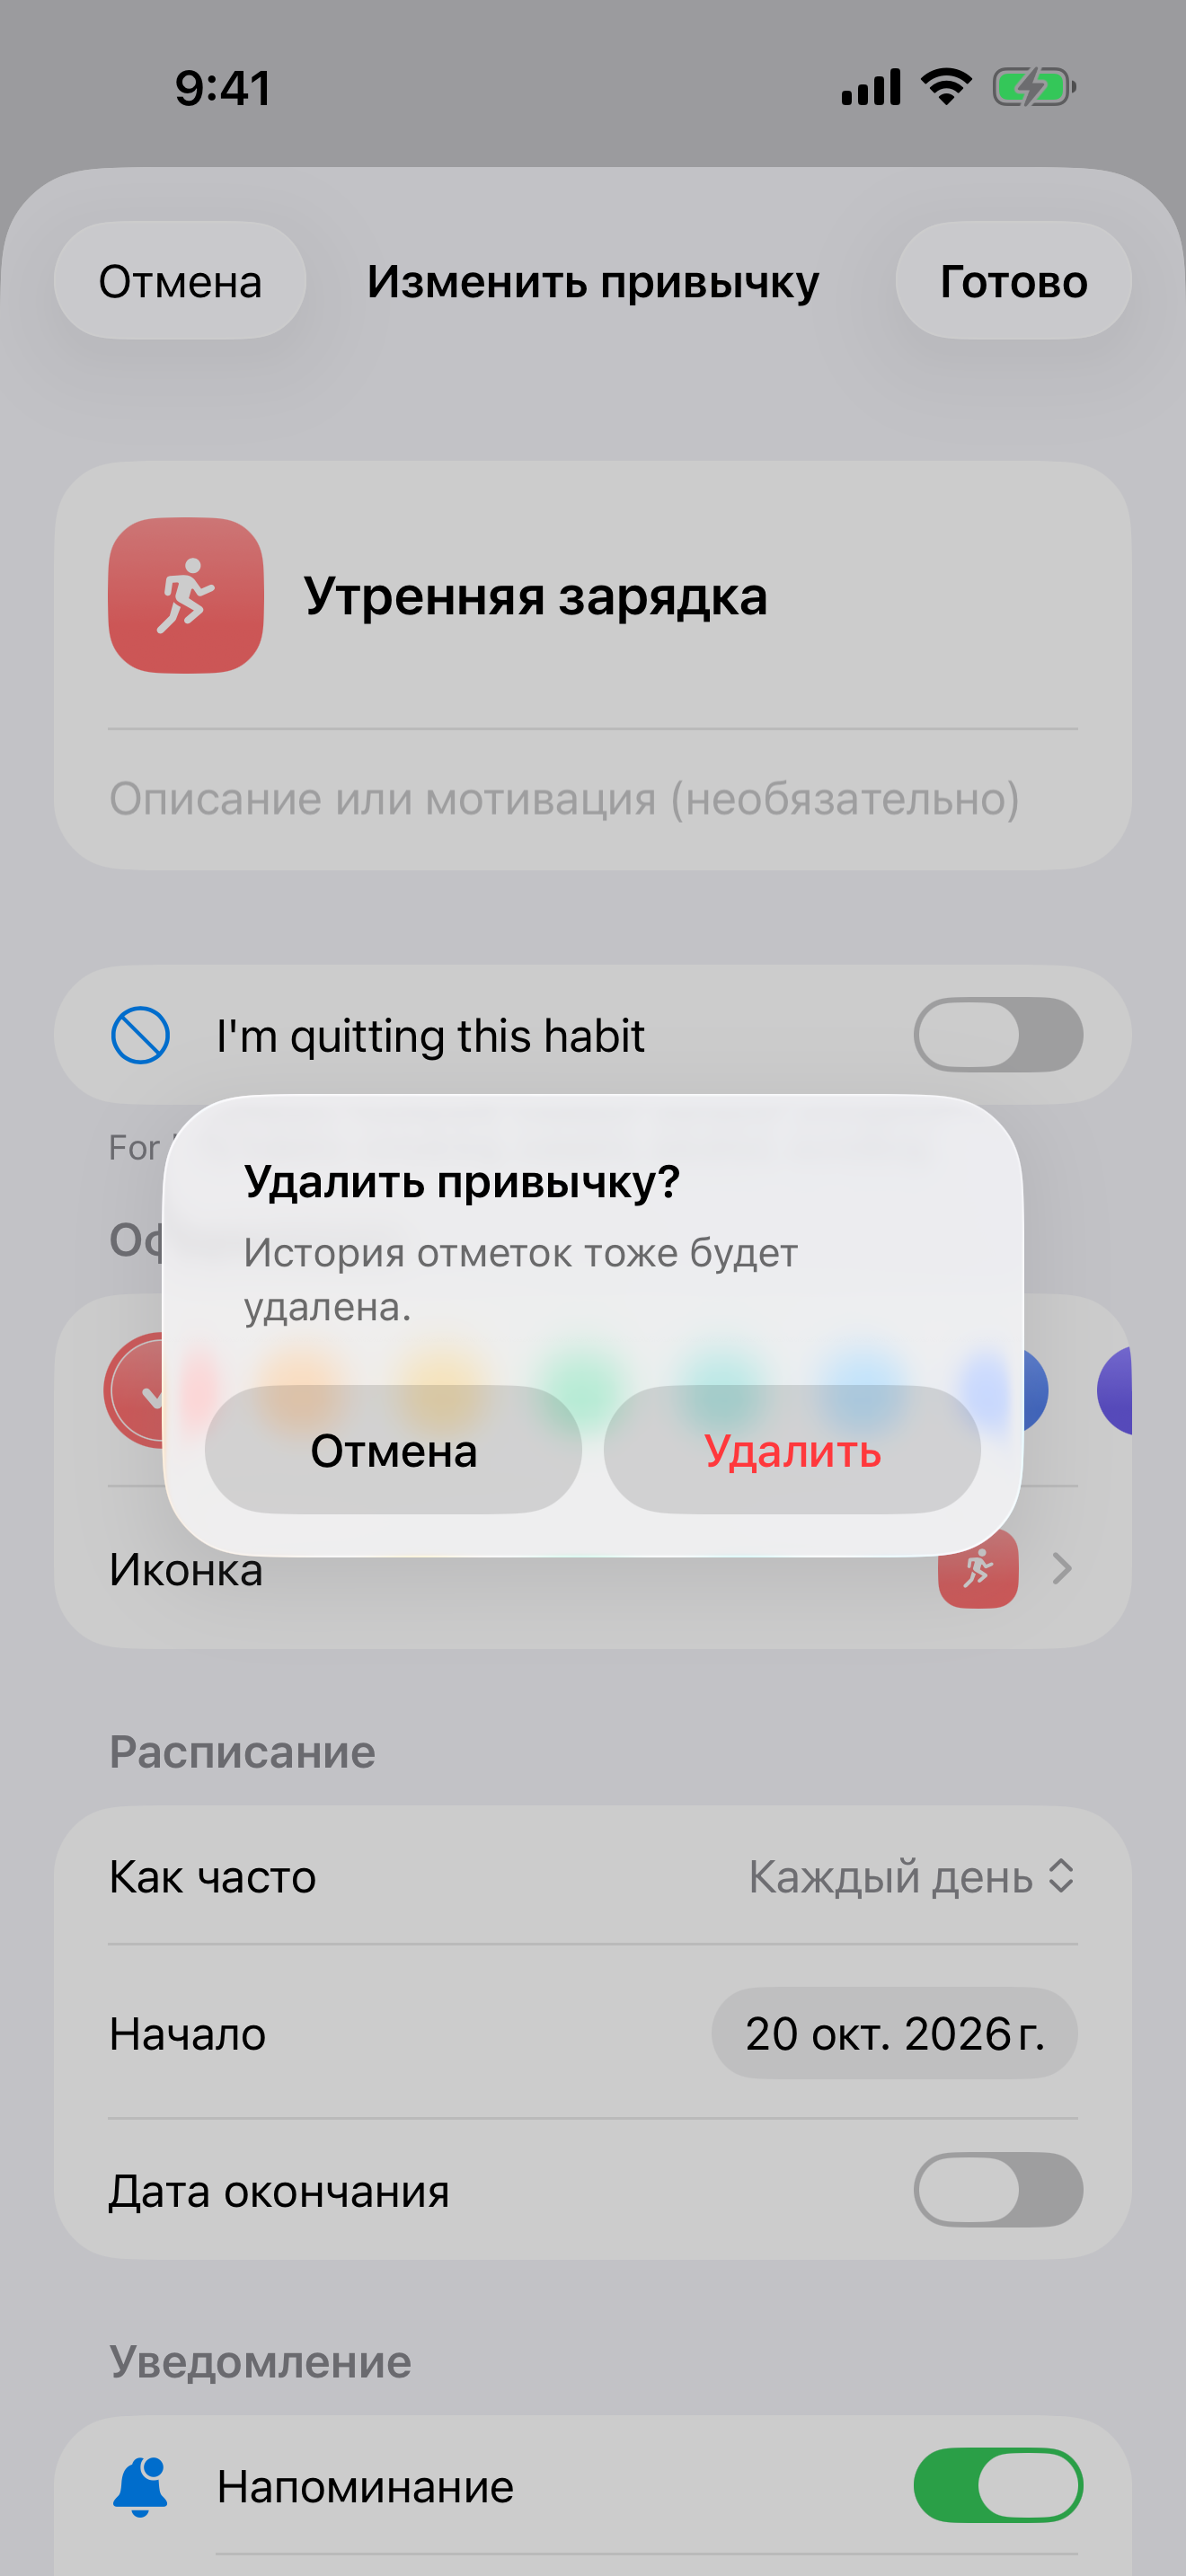 9:41
Отмена
Изменить привычку
Готово
Утренняя зарядка
Описание или мотивация (необязательно)
I'm quitting this habit
For
Удалить привычку?
История отметок тоже будет
удалена.
Отмена
Удалить
Иконка
Расписание
Как часто
Каждый день
Начало
20 окт. 2026 г.
Дата окончания
Уведомление
Напоминание